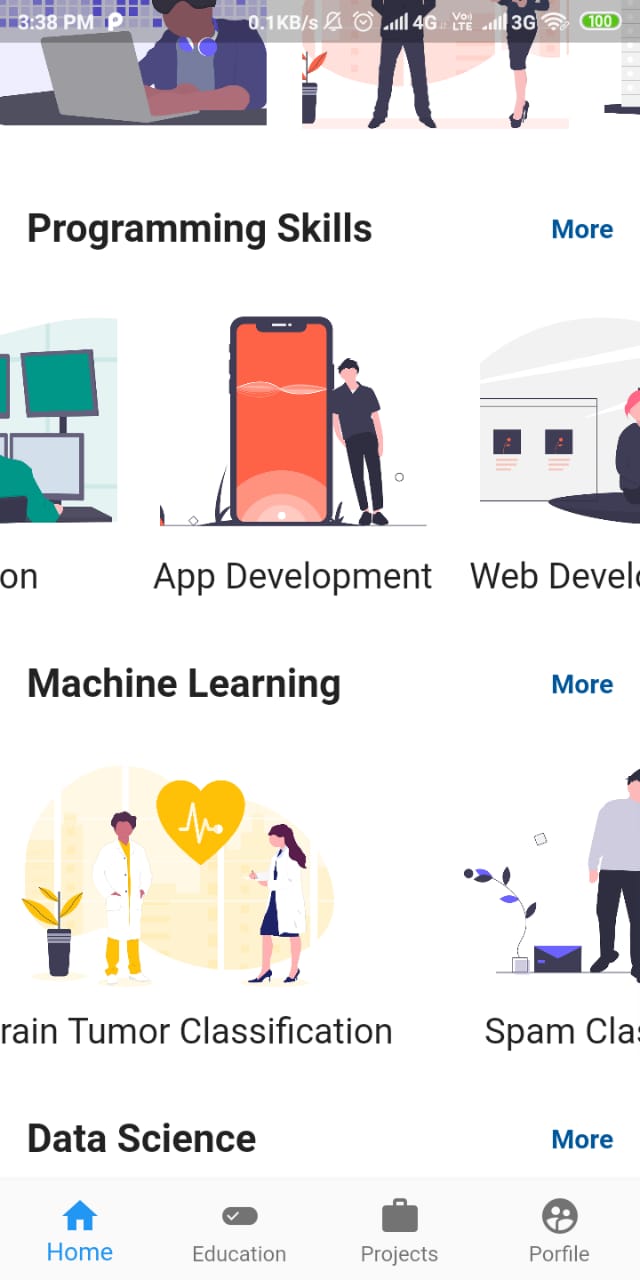 3:38 PM 0.1KB/s 4G Vo) LTE 3G 100
Programming Skills More
on App Development Web Develo
Machine Learning More
rain Tumor Classification Spam Clas
Data Science More
Home Education Projects Porfile